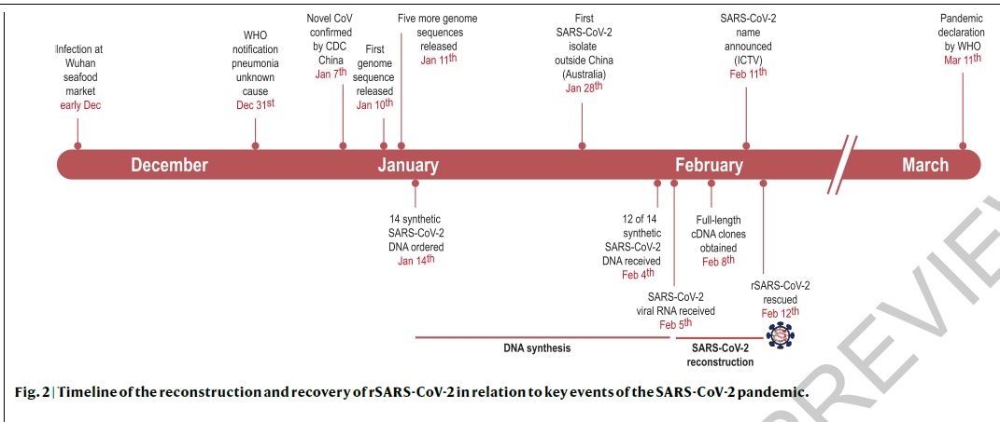 Infection at
Wuhan
seafood
market
early Dec
WHO
notification
pneumonia
unknown
cause
Dec 31st
Novel CoV
confirmed
by CDC
China
Jan 7th
First
genome
sequence
released
Jan 10th
Five more genome
sequences
released
Jan 11th
First
SARS-CoV-2
isolate
outside China
(Australia)
Jan 28th
SARS-CoV-2
name
announced
(ICTV)
Feb 11th
Pandemic
declaration
by WHO
Mar 11th
December
January
February
March
14 synthetic
SARS-CoV-2
DNA ordered
Jan 14th
12 of 14
synthetic
SARS-CoV-2
DNA received
Feb 4th
SARS-CoV-2
viral RNA received
Feb 5th
Full-length
cDNA clones
obtained
Feb 8th
rSARS-CoV-2
rescued
Feb 12th
DNA synthesis
SARS-CoV-2
reconstruction
Fig. 2 | Timeline of the reconstruction and recovery of rSARS-CoV-2 in relation to key events of the SARS-CoV-2 pandemic.
PREVIEW